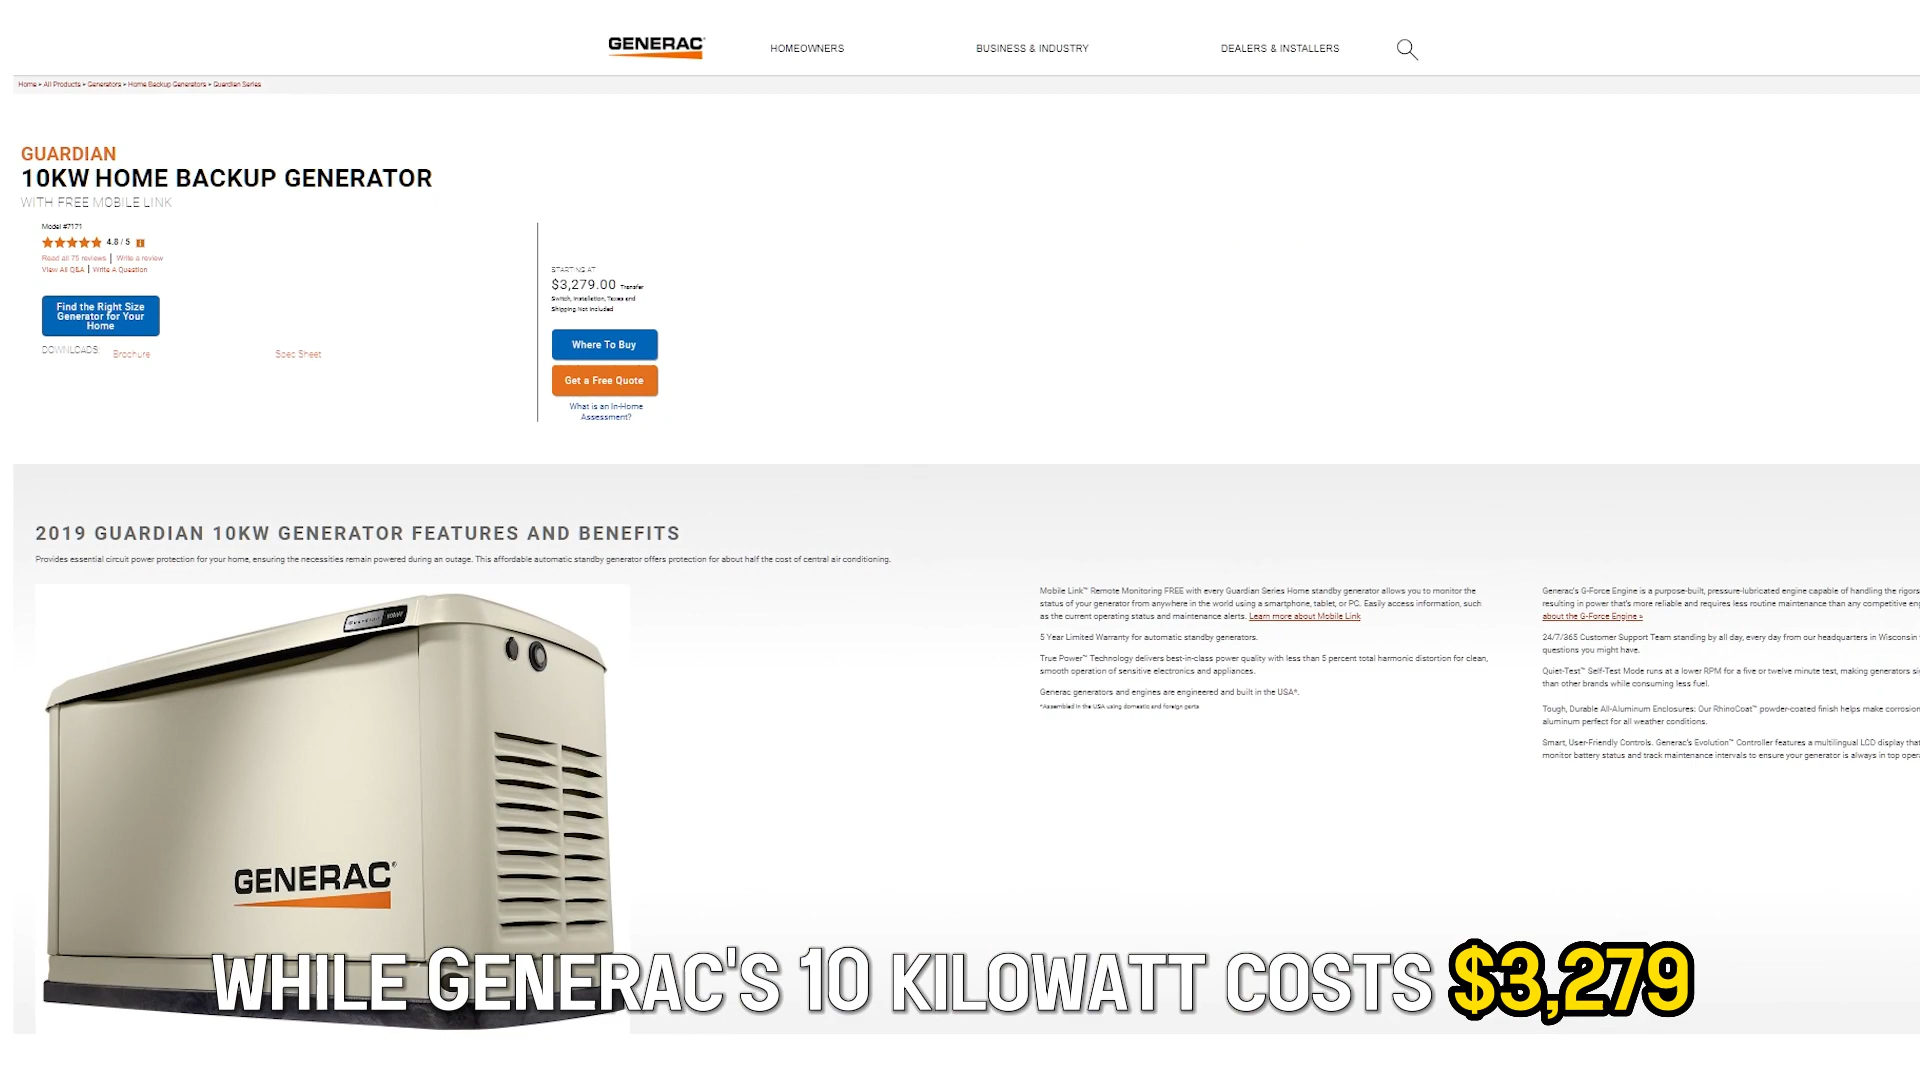 GENERAC
HOMEOWNERS
BUSINESS & INDUSTRY
DEALERS & INSTALLERS
Home > All Products > Generators > Home Backup Generators > Guardian Series
GUARDIAN
10KW HOME BACKUP GENERATOR
WITH FREE MOBILE LINK
Model #7171
4.8 / 5
Read all 75 reviews | Write a review
View All Q&A | Write A Question
Find the Right Size
Generator for Your
Home
DOWNLOADS:
Brochure
Spec Sheet
STARTING AT
$3,279.00 Transfer
Switch, Installation, Taxes and
Shipping Not Included
Where To Buy
Get a Free Quote
What is an In-Home
Assessment?
2019 GUARDIAN 10KW GENERATOR FEATURES AND BENEFITS
Provides essential circuit power protection for your home, ensuring the necessities remain powered during an outage. This affordable automatic standby generator offers protection for about half the cost of central air conditioning.
Mobile Link™ Remote Monitoring FREE with every Guardian Series Home standby generator allows you to monitor the
status of your generator from anywhere in the world using a smartphone, tablet, or PC. Easily access information, such
as the current operating status and maintenance alerts. Learn more about Mobile Link
5 Year Limited Warranty for automatic standby generators.
True Power™ Technology delivers best-in-class power quality with less than 5 percent total harmonic distortion for clean,
smooth operation of sensitive electronics and appliances.
Generac generators and engines are engineered and built in the USA*.
*Assembled in the USA using domestic and foreign parts
Generac's G-Force Engine is a purpose-built, pressure-lubricated engine capable of handling the rigors
resulting in power that's more reliable and requires less routine maintenance than any competitive
about the G-Force Engine »
24/7/365 Customer Support Team standing by all day, every day from our headquarters in Wisconsin
questions you might have.
Quiet-Test™ Self-Test Mode runs at a lower RPM for a five or twelve minute test, making generators
than other brands while consuming less fuel.
Tough, Durable All-Aluminum Enclosures: Our RhinoCoat™ powder-coated finish helps make
aluminum perfect for all weather conditions.
Smart, User-Friendly Controls. Generac's Evolution™ Controller features a multilingual LCD display
monitor battery status and track maintenance intervals to ensure your generator is always in top
GENERAC
WHILE GENERAC'S 10 KILOWATT COSTS $3,279